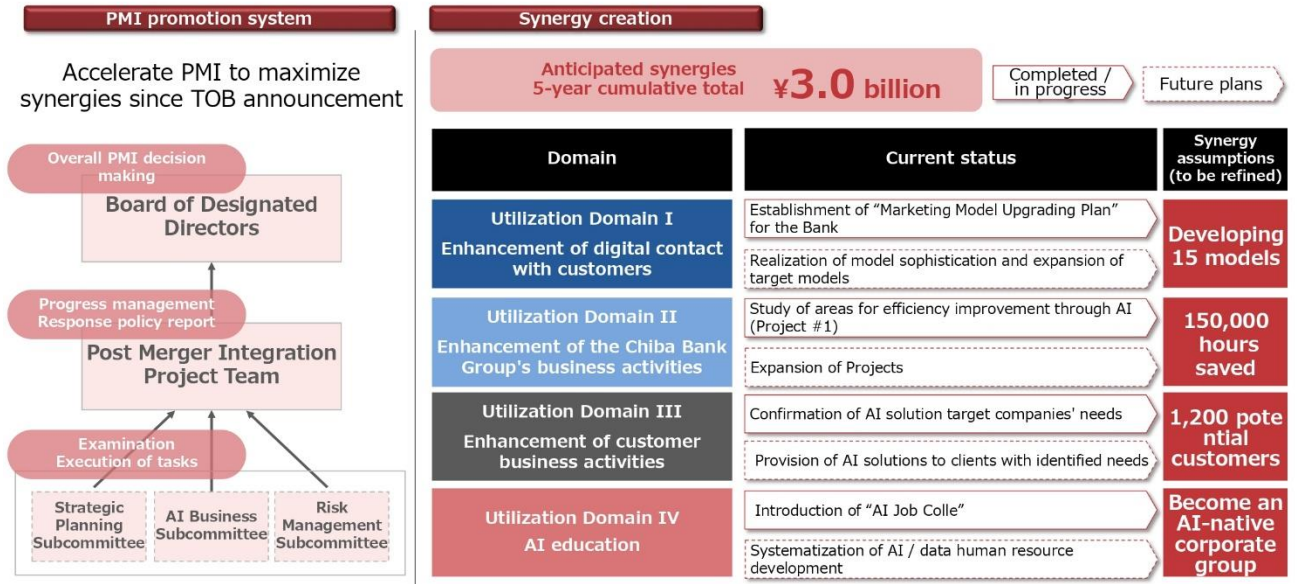 PMI promotion system
Accelerate PMI to maximize
synergies since TOB announcement
Overall PMI decision
making
Board of Designated
Directors
Progress management
Response policy report
Post Merger Integration
Project Team
Examination
Execution of tasks
Strategic
Planning
Subcommittee
AI Business
Subcommittee
Risk
Management
Subcommittee
Synergy creation
Anticipated synergies
5-year cumulative total
¥3.0 billion
Completed /
in progress
Future plans
Domain
Current status
Synergy
assumptions
(to be refined)
Utilization Domain I
Enhancement of digital contact
with customers
Establishment of “Marketing Model Upgrading Plan”
for the Bank
Realization of model sophistication and expansion of
target models
Developing
15 models
Utilization Domain II
Enhancement of the Chiba Bank
Group's business activities
Study of areas for efficiency improvement through AI
(Project #1)
Expansion of Projects
150,000
hours
saved
Utilization Domain III
Enhancement of customer
business activities
Confirmation of AI solution target companies' needs
Provision of AI solutions to clients with identified needs
1,200 pote
ntial
customers
Utilization Domain IV
AI education
Introduction of “AI Job Colle”
Systematization of AI / data human resource
development
Become an
AI-native
corporate
group